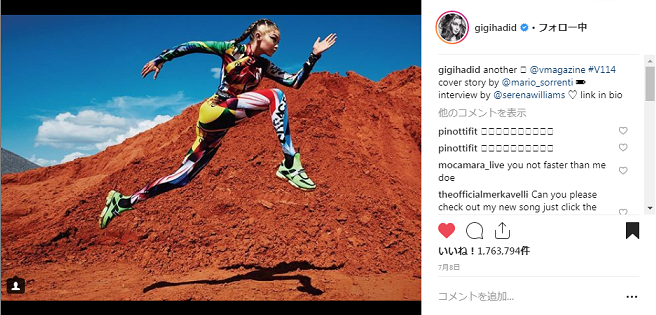 gigihadid • フォロー中
gigihadid another □ @vmagazine #V114
cover story by @mario_sorrenti
interview by @serenawilliams ♡ link in bio
他のコメントを表示
pinottifit □□□□□□□□□□
pinottifit □□□□□□□□□□
mocamara_live you not faster than me
doe
theofficialmerkavelli Can you please
check out my new song just click the
いいね！1,763,794件
7月8日
コメントを追加...